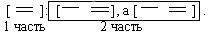 [ ═ ]: [ — ═ ], а [ — ═ ].
1 часть 2 часть